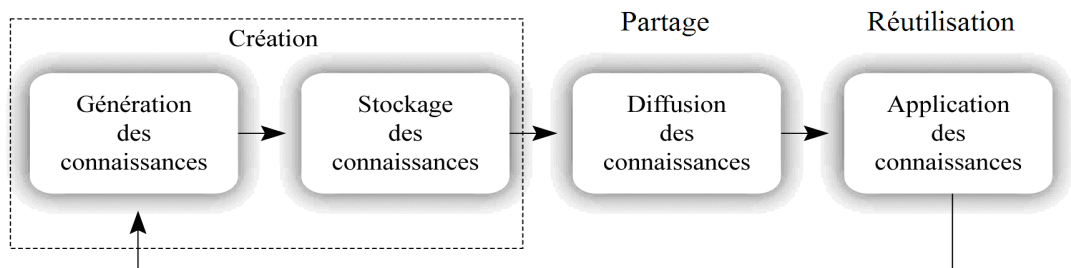 Création
Partage
Réutilisation
Génération
des
connaissances
Stockage
des
connaissances
Diffusion
des
connaissances
Application
des
connaissances